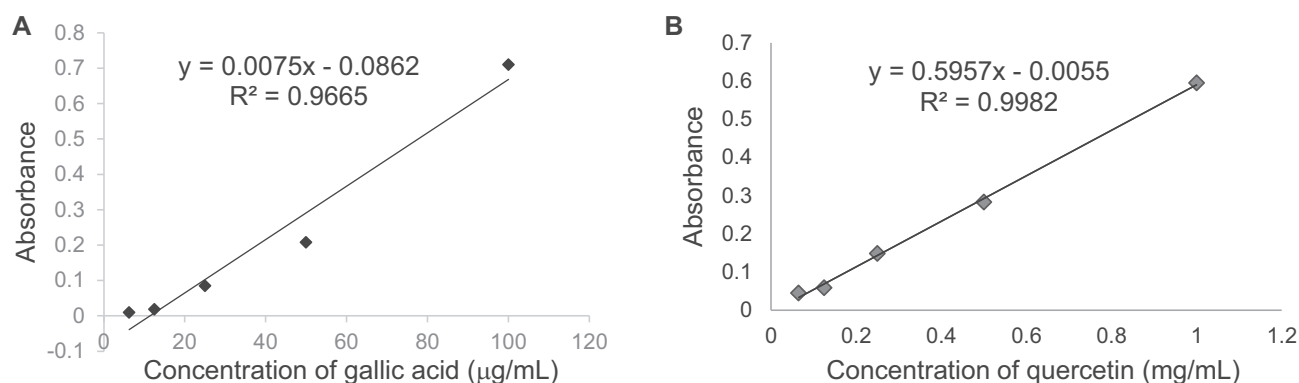 A
0.8
0.7
0.6
0.5
0.4
0.3
0.2
0.1
0
-0.1
Absorbance
y = 0.0075x - 0.0862
R² = 0.9665
0 20 40 60 80 100 120
Concentration of gallic acid (μg/mL)
B
0.7
0.6
0.5
0.4
0.3
0.2
0.1
0
Absorbance
y = 0.5957x - 0.0055
R² = 0.9982
0 0.2 0.4 0.6 0.8 1 1.2
Concentration of quercetin (mg/mL)